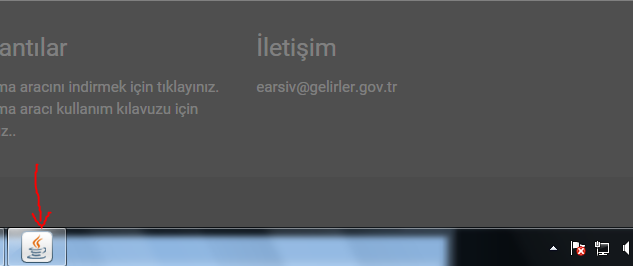 antılar
ma aracını indirmek için tıklayınız.
ma aracı kullanım kılavuzu için
ız..
İletişim
earsiv@gelirler.gov.tr